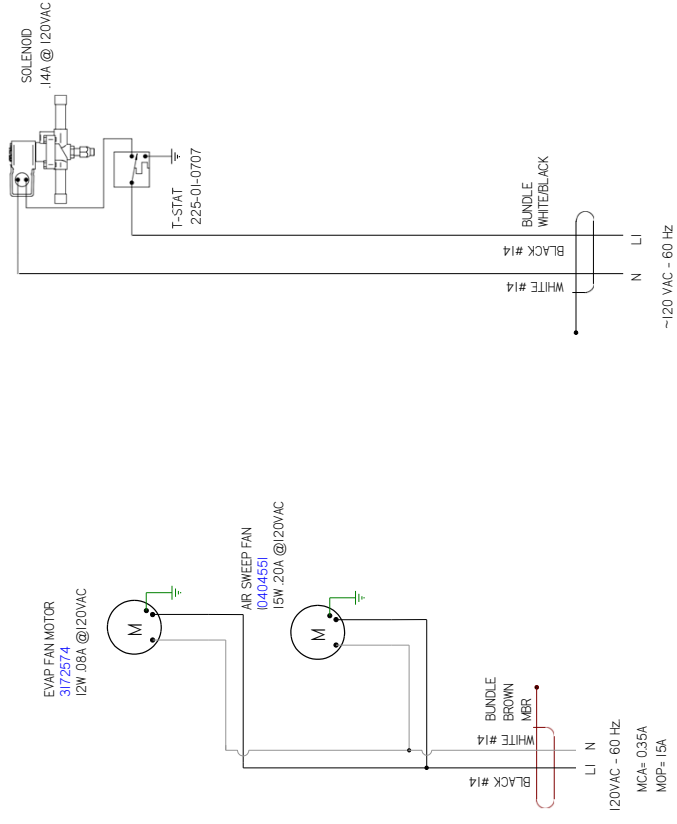 SOLENOID
.14A @ 120VAC
T-STAT
225-01-0707
BUNDLE
WHITE/BLACK
BLACK #14
WHITE #14
L1
N
~120 VAC - 60 Hz
EVAP FAN MOTOR
3172574
12W .08A @120VAC
M
AIR SWEEP FAN
10404551
15W .20A @120VAC
M
BUNDLE
BROWN
MBR
WHITE #14
BLACK #14
L1
N
120VAC - 60 HZ
MCA= 0.35A
MOP= 15A